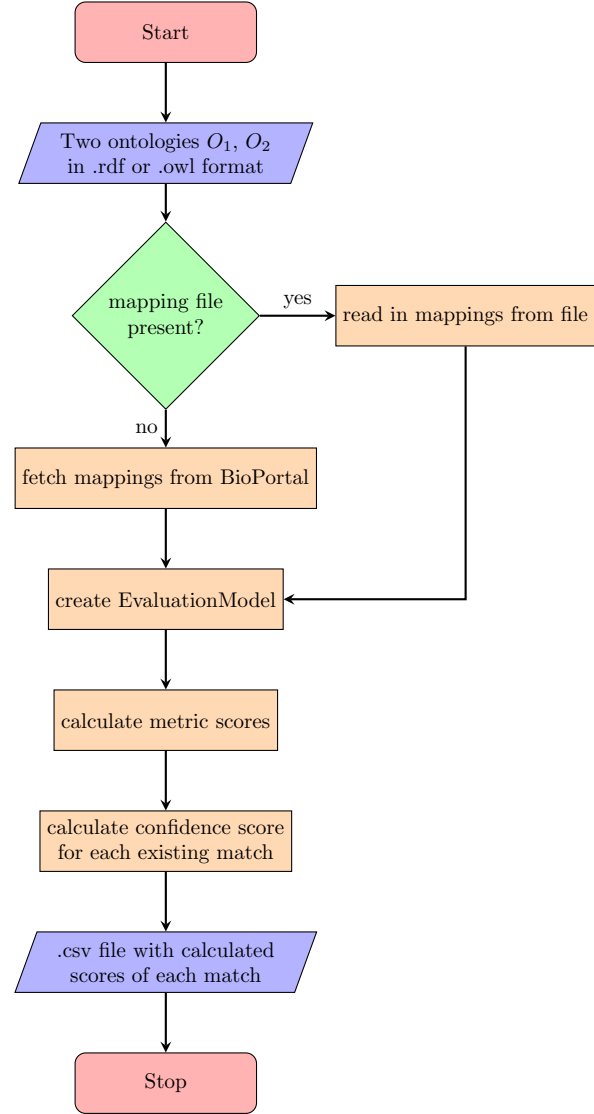 Start
Two ontologies O₁, O₂
in .rdf or .owl format
mapping file
present?
yes
read in mappings from file
no
fetch mappings from BioPortal
create EvaluationModel
calculate metric scores
calculate confidence score
for each existing match
.csv file with calculated
scores of each match
Stop